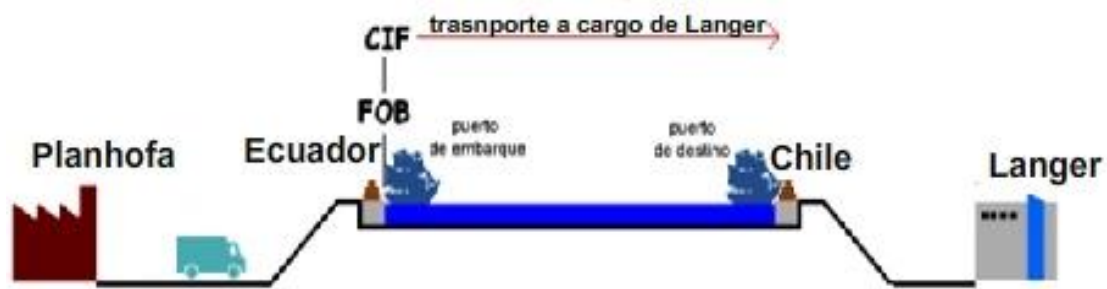 trasnporte a cargo de Langer
CIF
FOB
puerto
de embarque
puerto
de destino
Planhofa
Ecuador
Chile
Langer